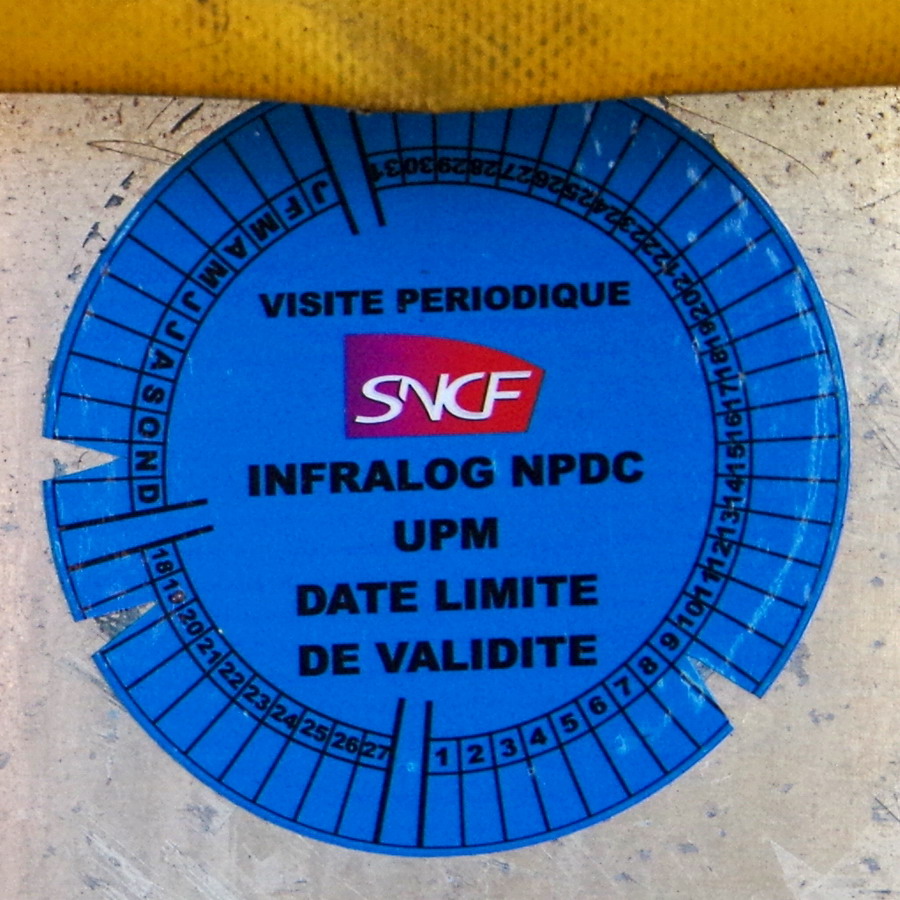 VISITE PERIODIQUE
SNCF
INFRALOG NPDC
UPM
DATE LIMITE
DE VALIDITE
J F M A M J J A S O N D
18 19 20 21 22 23 24 25 26 27
1 2 3 4 5 6 7 8 9 10 11 12 13 14 15 16 17 18 19 20 21 22 23 24 25 26 27 28 29 30 31